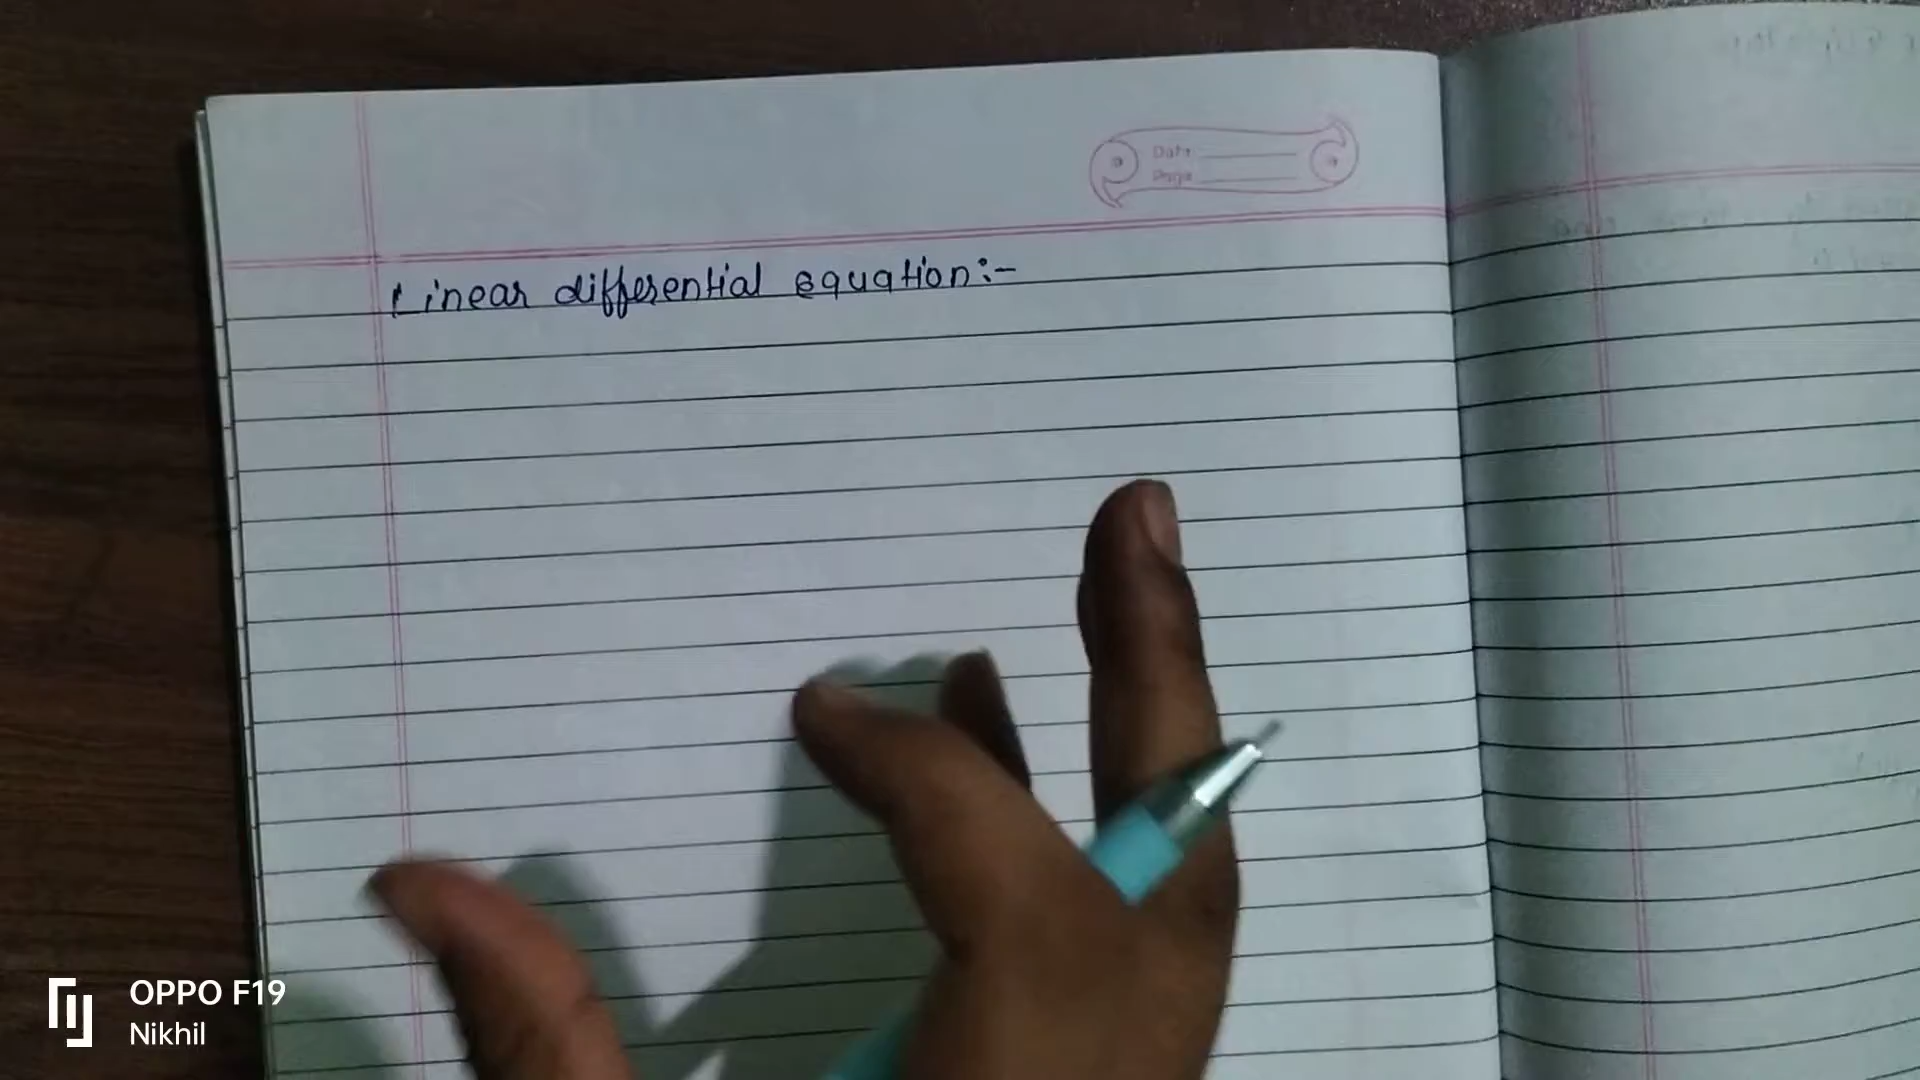 Date
Page
Linear differential equation:-
OPPO F19
Nikhil